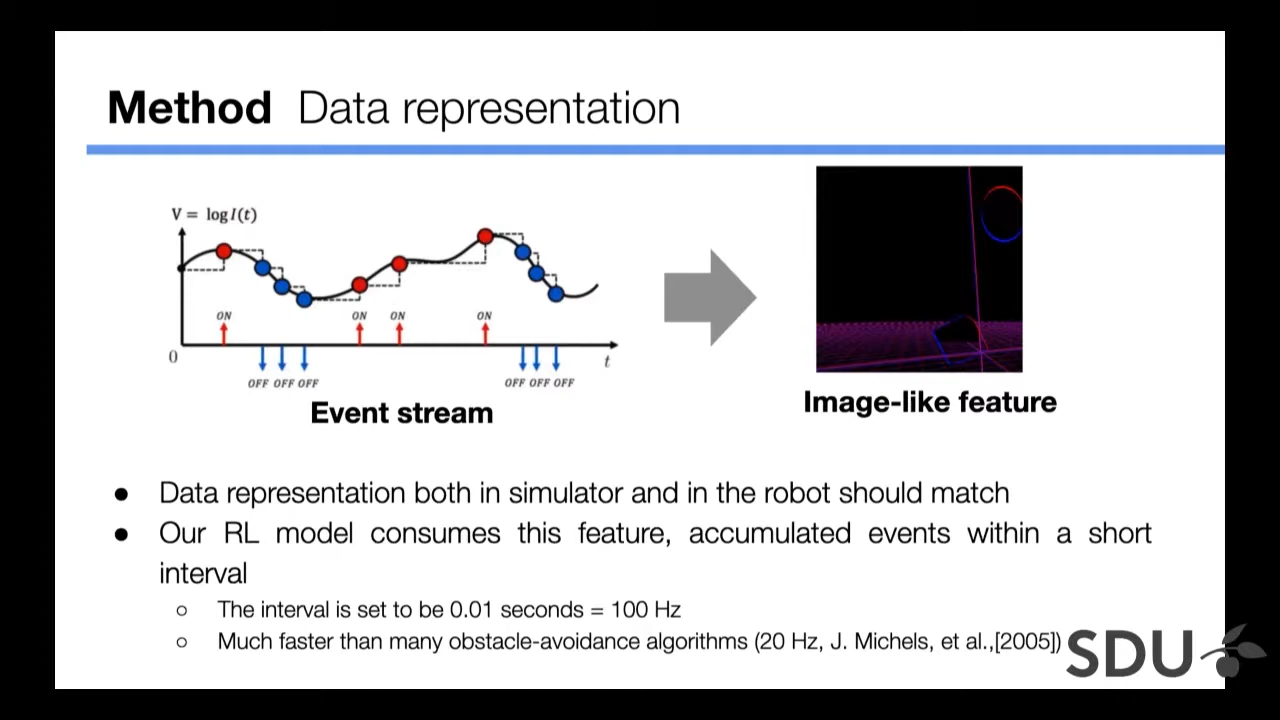 Method Data representation
V = log I(t)
ON
ON
ON
ON
0
t
OFF OFF OFF
OFF OFF OFF
Event stream
Image-like feature
● Data representation both in simulator and in the robot should match
● Our RL model consumes this feature, accumulated events within a short
interval
○ The interval is set to be 0.01 seconds = 100 Hz
○ Much faster than many obstacle-avoidance algorithms (20 Hz, J. Michels, et al.,[2005])
SDU